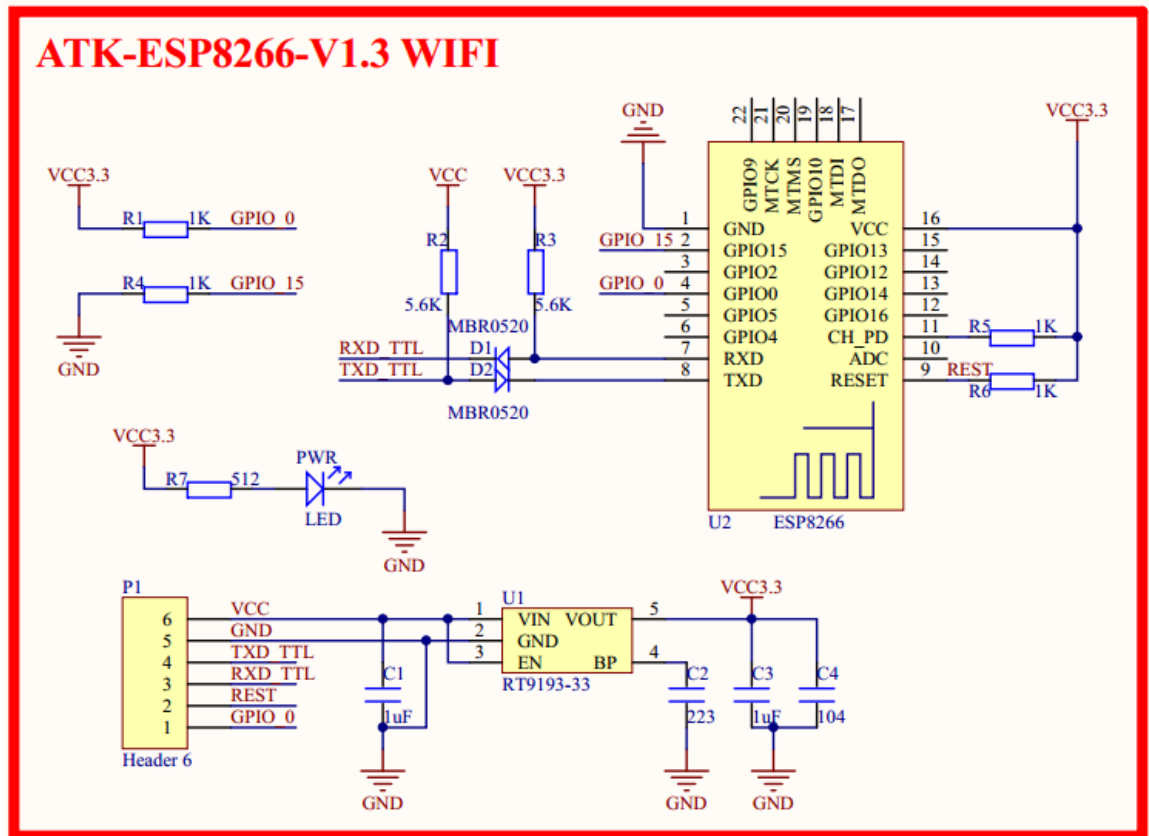 ATK-ESP8266-V1.3 WIFI
VCC3.3
R1 1K GPIO_0
R4 1K GPIO_15
GND
VCC VCC3.3
R2 R3
5.6K 5.6K
MBR0520
RXD_TTL D1
TXD_TTL D2
MBR0520
GND
22 21 20 19 18 17
GPIO9 MTCK MTMS GPIO10 MTDI MTDO
VCC3.3
1 GND VCC 16
GPIO_15 2 GPIO15 GPIO13 15
3 GPIO2 GPIO12 14
GPIO_0 4 GPIO0 GPIO14 13
5 GPIO5 GPIO16 12
6 GPIO4 CH_PD 11 R5 1K
7 RXD ADC 10
8 TXD RESET 9 REST
R6 1K
U2 ESP8266
VCC3.3
R7 512
PWR
LED
GND
P1
6 VCC
5 GND
4 TXD_TTL
3 RXD_TTL
2 REST
1 GPIO_0
Header 6
C1
1uF
GND
U1
1 VIN VOUT 5
2 GND
3 EN BP 4
RT9193-33
VCC3.3
C2 C3 C4
223 1uF 104
GND GND